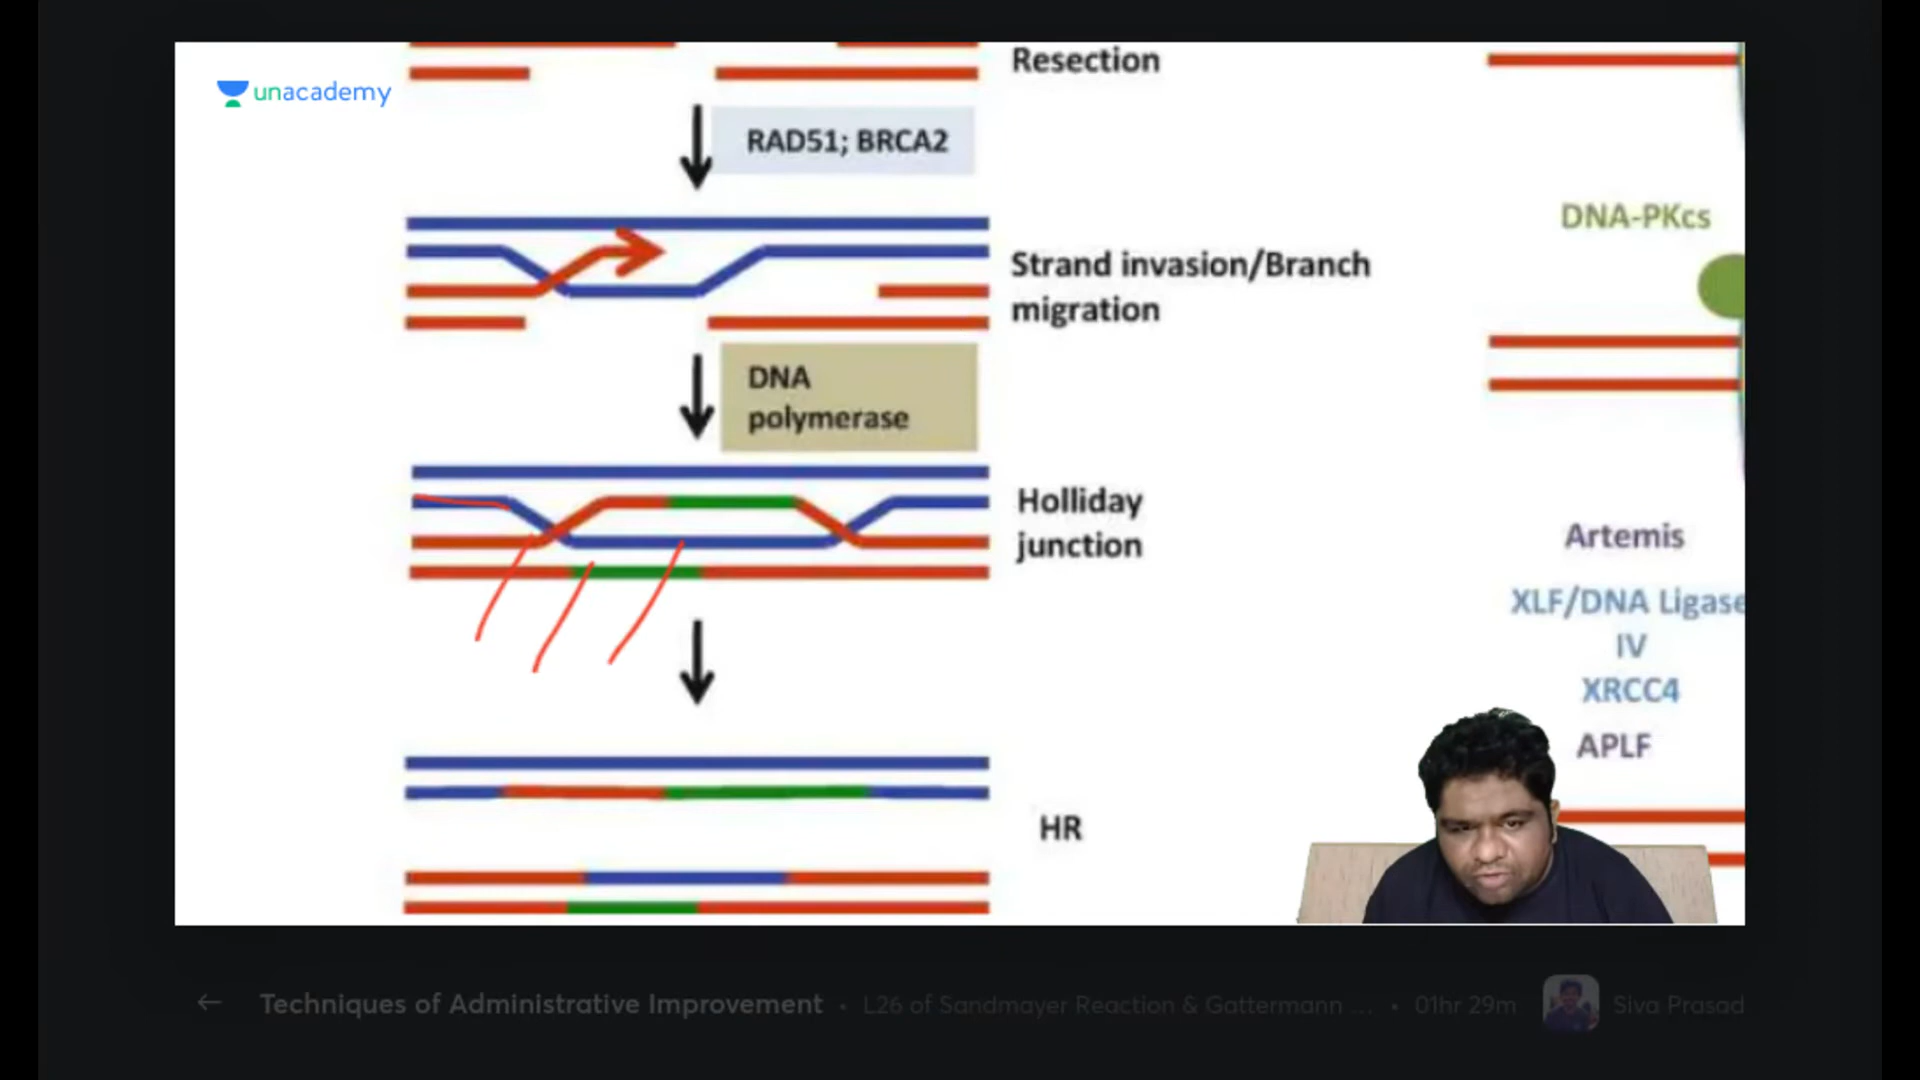 unacademy
Resection
RAD51; BRCA2
DNA-PKcs
Strand invasion/Branch
migration
DNA
polymerase
Holliday
junction
Artemis
XLF/DNA Ligase
IV
XRCC4
APLF
HR
Techniques of Administrative Improvement • L26 of Sandmayer Reaction & Gattermann ... • 01hr 29m Siva Prasad